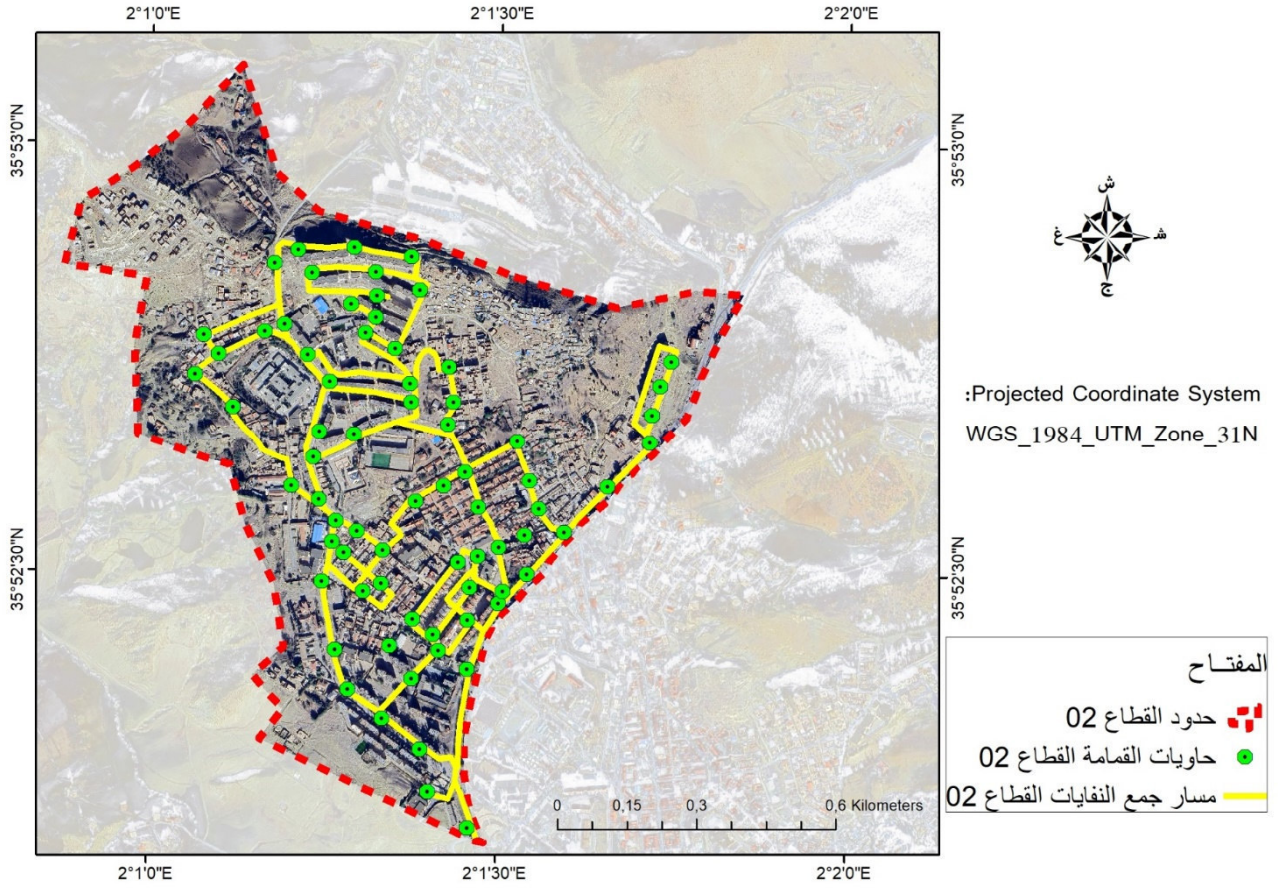 2°1'0"E 2°1'30"E 2°2'0"E
35°53'0"N
35°53'0"N
ش
غ
ش
ج
:Projected Coordinate System
WGS_1984_UTM_Zone_31N
35°52'30"N
35°52'30"N
المفتــاح
حدود القطاع 02
حاويات القمامة القطاع 02
مسار جمع النفايات القطاع 02
0 0,15 0,3 0,6 Kilometers
2°1'0"E 2°1'30"E 2°2'0"E